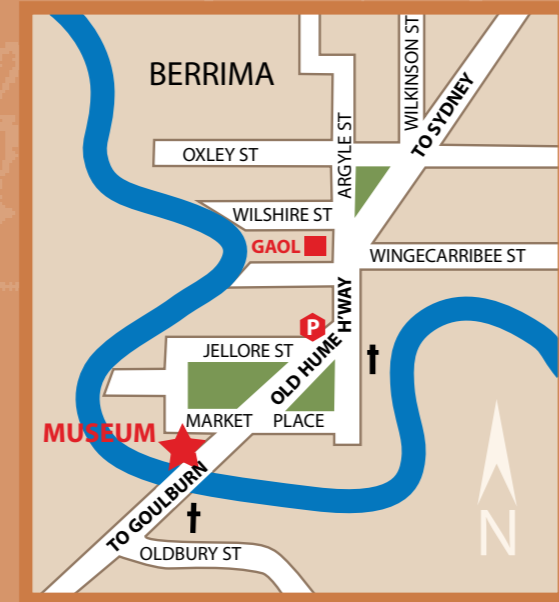 BERRIMA
WILKINSON ST
TO SYDNEY
OXLEY ST
ARGYLE ST
WILSHIRE ST
GAOL
WINGECARRIBEE ST
P
OLD HUME H'WAY
JELLORE ST
MARKET PLACE
MUSEUM
TO GOULBURN
OLDBURY ST
N